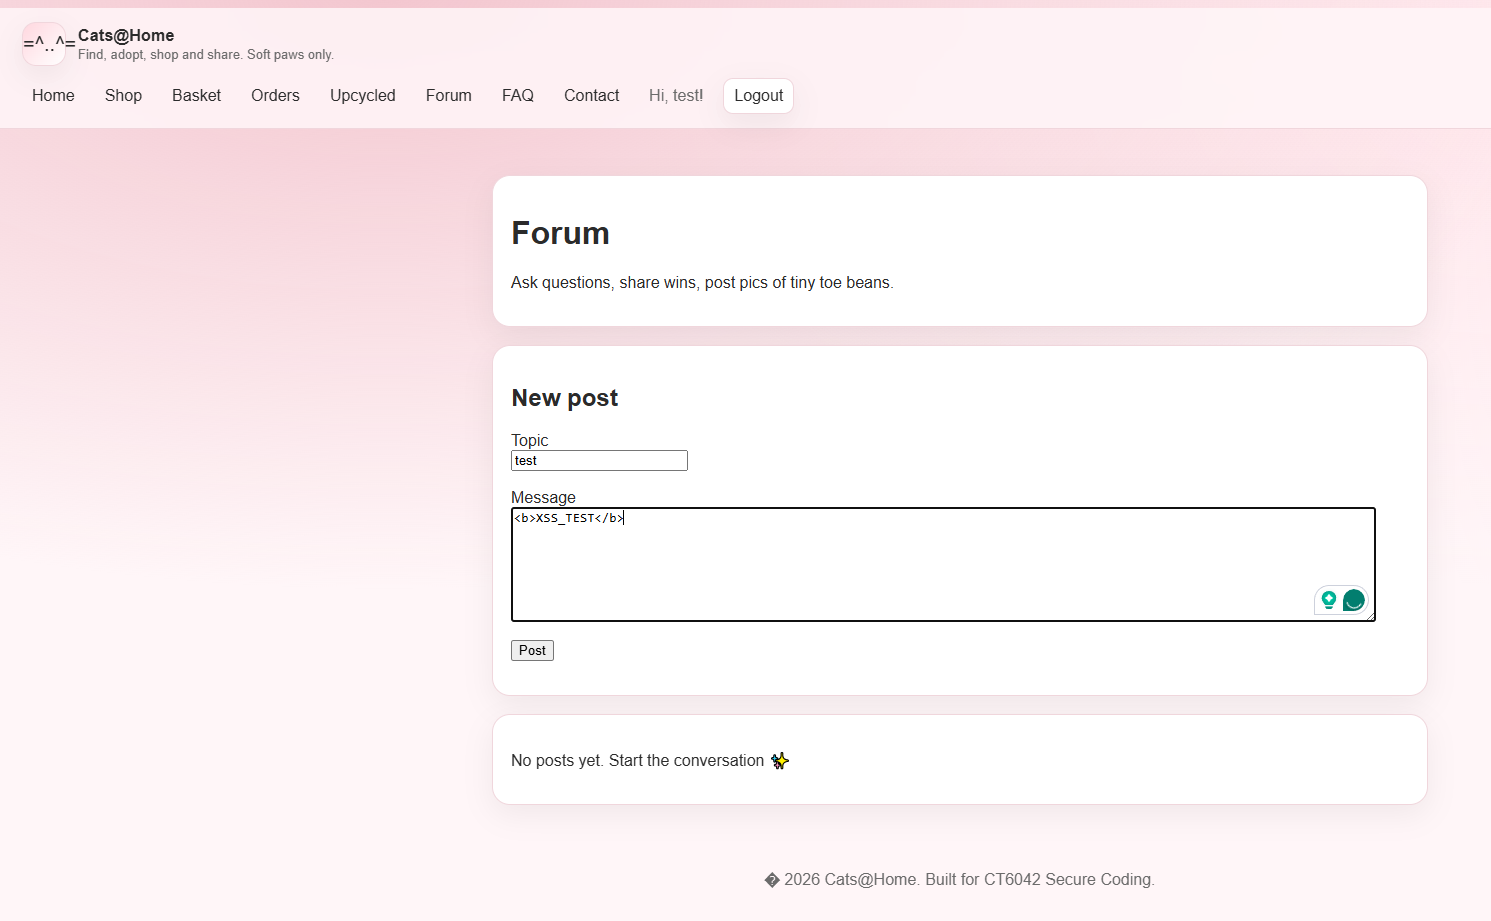 =^..^=
Cats@Home
Find, adopt, shop and share. Soft paws only.
Home Shop Basket Orders Upcycled Forum FAQ Contact Hi, test! Logout
Forum
Ask questions, share wins, post pics of tiny toe beans.
New post
Topic
test
Message
<b>XSS_TEST</b>
Post
No posts yet. Start the conversation ✨
� 2026 Cats@Home. Built for CT6042 Secure Coding.